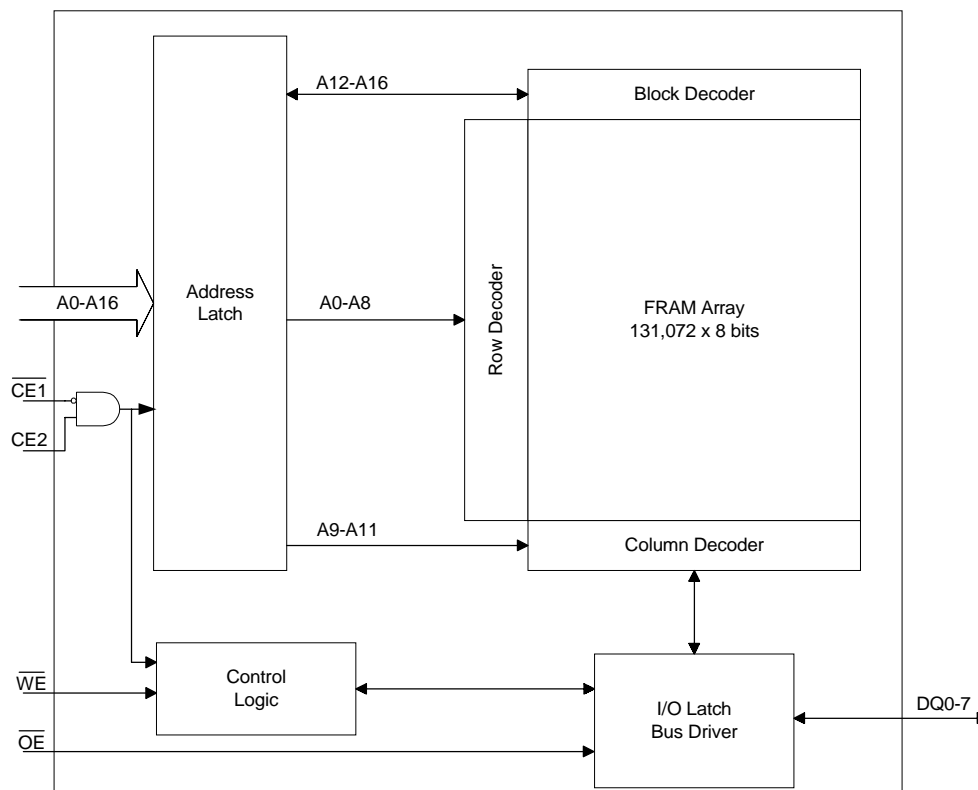 A12-A16
Block Decoder
A0-A16
Address
Latch
A0-A8
Row Decoder
FRAM Array
131,072 x 8 bits
CE1
CE2
A9-A11
Column Decoder
WE
Control
Logic
OE
I/O Latch
Bus Driver
DQ0-7